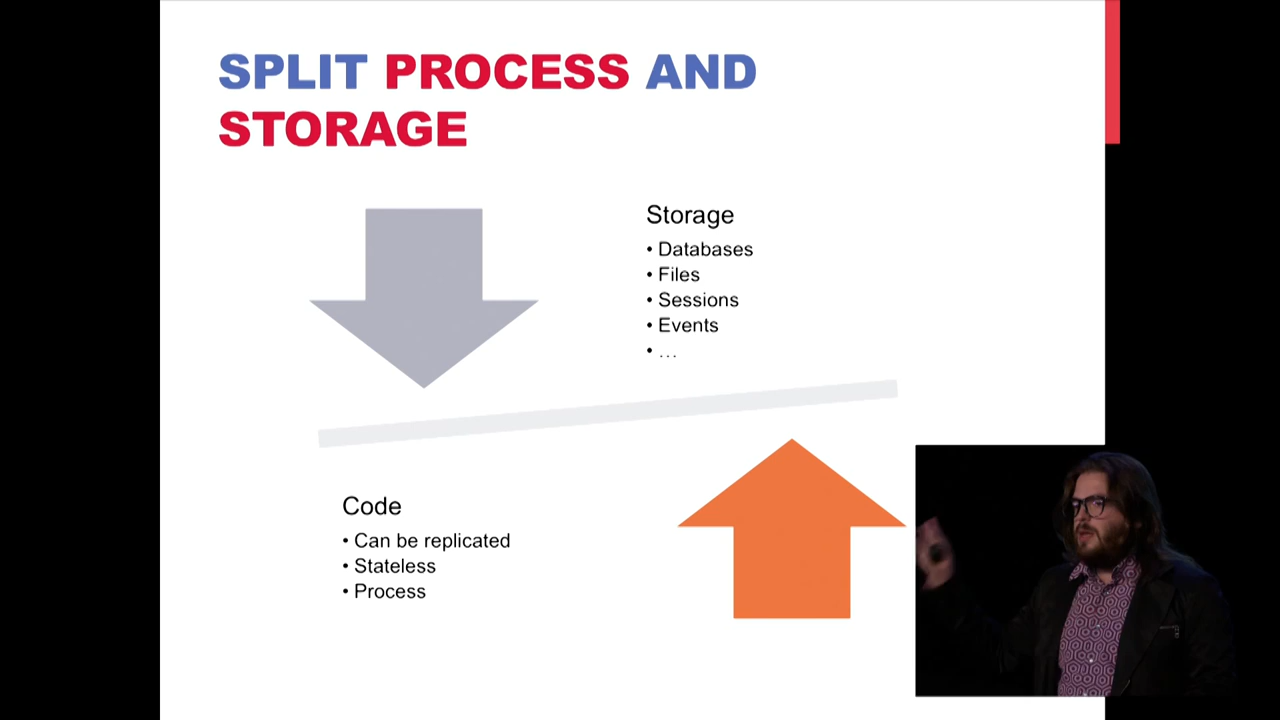 SPLIT PROCESS AND
STORAGE
Storage
• Databases
• Files
• Sessions
• Events
• …
Code
• Can be replicated
• Stateless
• Process